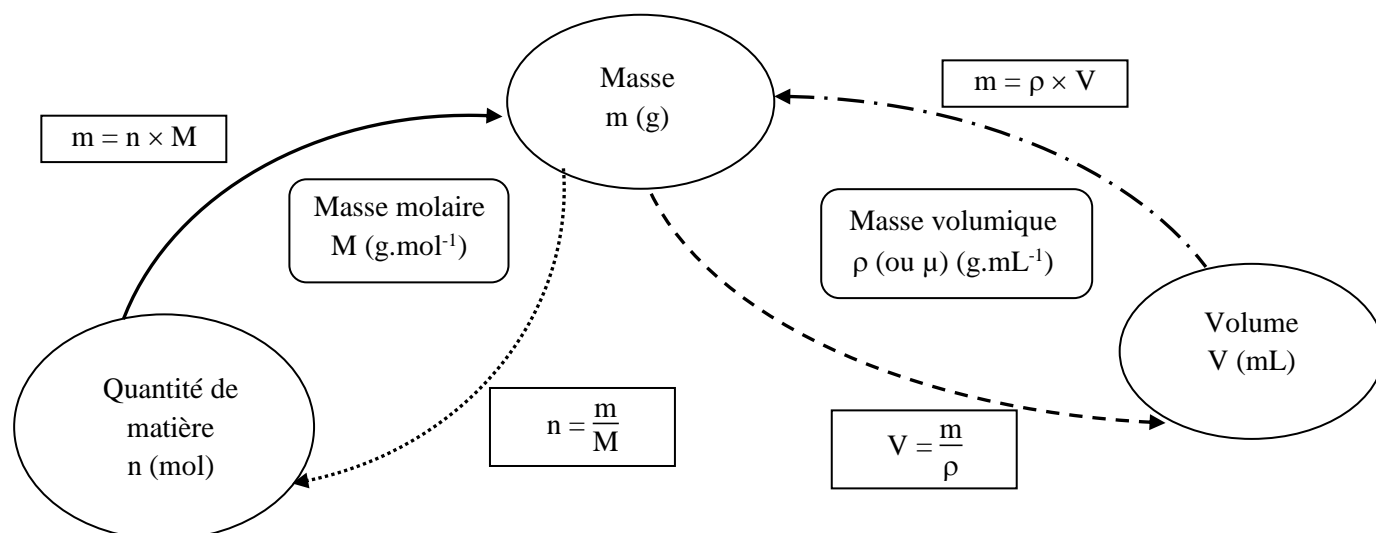 Masse
m (g)
m = ρ × V
m = n × M
Masse molaire
M (g.mol⁻¹)
Masse volumique
ρ (ou μ) (g.mL⁻¹)
Volume
V (mL)
Quantité de
matière
n (mol)
n = m/M
V = m/ρ